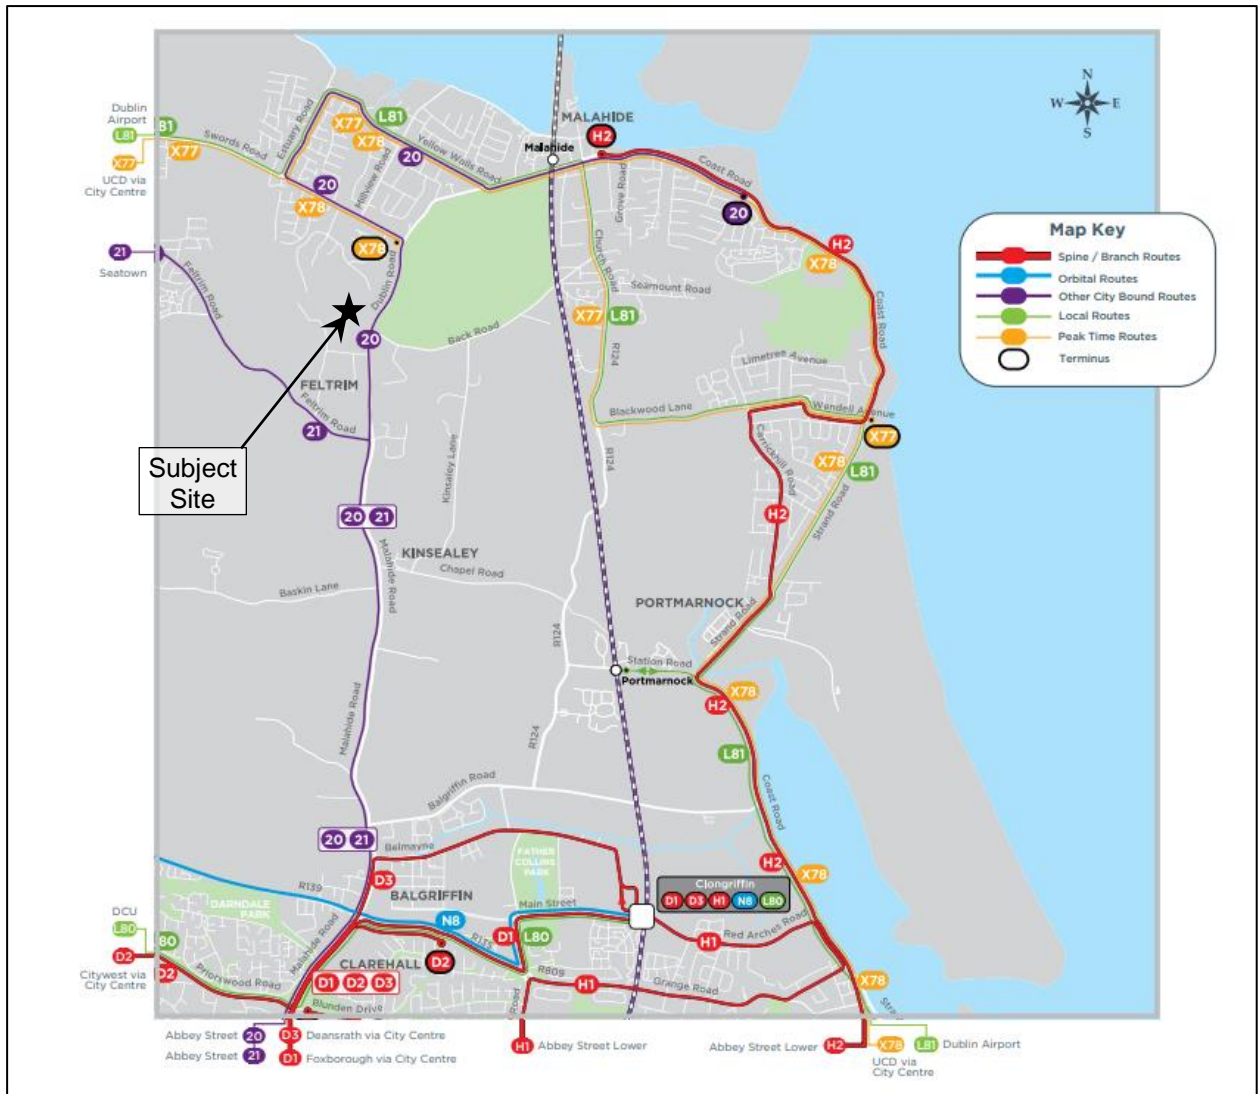 N
W
E
S
Dublin
Airport
L81
X77
UCD via
City Centre
81
X77
Swords Road
Estuary Road
X77
X78
L81
20
Yellow Walls Road
Millview Road
20
X78
X78
Dublin Road
20
MALAHIDE
H2
Malahide
Grove Road
Coast Road
20
H2
X78
Coast Road
Church Road
Seamount Road
X77
L81
R124
Back Road
Limetree Avenue
Blackwood Lane
Wendell Avenue
X77
Carrickhill Road
X78
L81
H2
Strand Road
Map Key
Spine / Branch Routes
Orbital Routes
Other City Bound Routes
Local Routes
Peak Time Routes
Terminus
21
Seatown
Feltrim Road
FELTRIM
Feltrim Road
21
Subject
Site
20 21
R124
Kinsaley Lane
KINSEALEY
Chapel Road
Malahide Road
Baskin Lane
PORTMARNOCK
Strand Road
R124
Station Road
Portmarnock
X78
H2
L81
Malahide Road
R124
Coast Road
Balgriffin Road
20 21
Belmayne
D3
BALGRIFFIN
FATHER
COLLINS
PARK
H2
X78
Clongriffin
D1 D3 H1 N8 L80
R139
DARNDALE
PARK
Main Street
N8
D1
L80
R139
Red Arches Road
H1
DCU
L80
80
D2
D2
Citywest via
City Centre
Priorswood Road
Malahide Road
CLAREHALL
D2
D1 D2 D3
Blunden Drive
R809
Road
H1
Grange Road
X78
Abbey Street 20
D3 Deansrath via City Centre
Abbey Street 21
D1 Foxborough via City Centre
H1 Abbey Street Lower
Abbey Street Lower H2
X78
UCD via
City Centre
L81 Dublin Airport